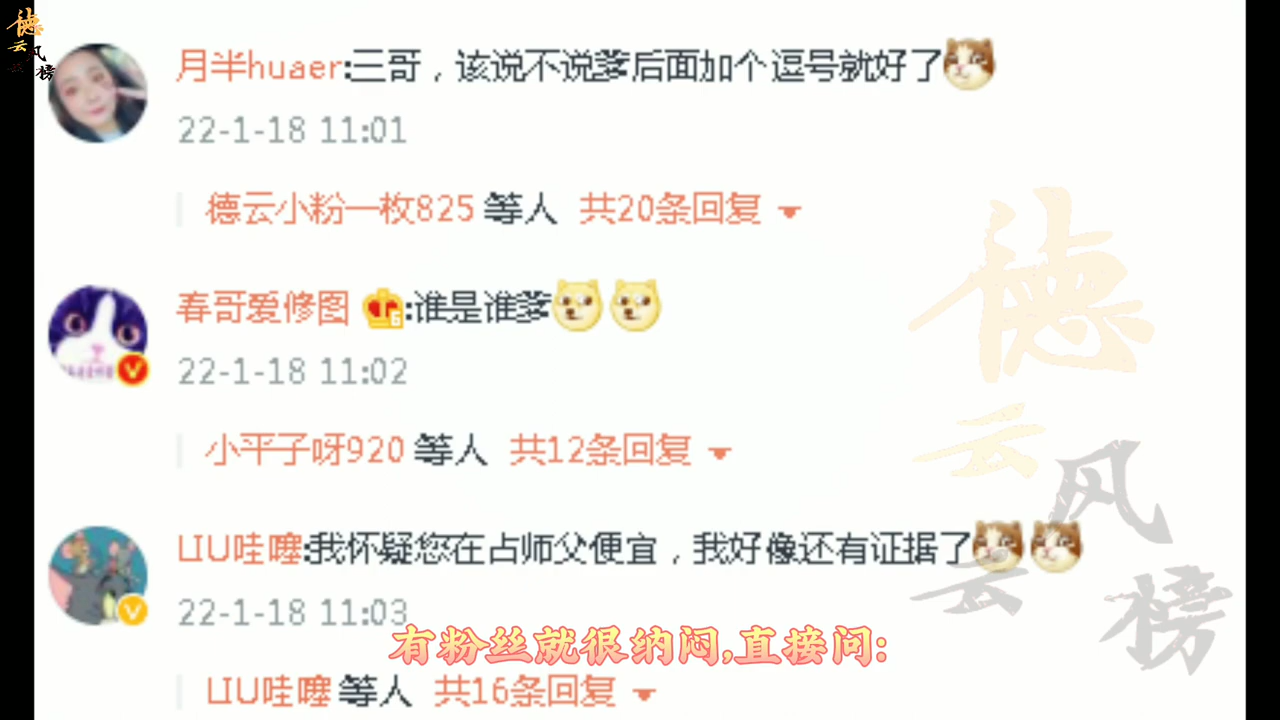 德
云
风
云
榜
月半huaer:三哥，该说不说爹后面加个逗号就好了
22-1-18 11:01
德云小粉一枚825 等人 共20条回复
春哥爱修图 6:谁是谁爹
22-1-18 11:02
小平子呀920 等人 共12条回复
LIU哇噻:我怀疑您在占师父便宜，我好像还有证据了
22-1-18 11:03
有粉丝就很纳闷,直接问:
LIU哇噻 等人 共16条回复
德
云
风
云
榜